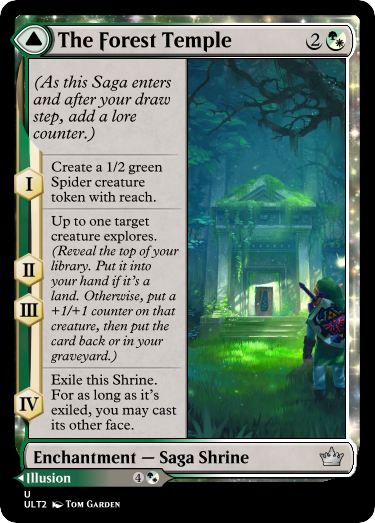 The Forest Temple 2
(As this Saga enters
and after your draw
step, add a lore
counter.)
I
Create a 1/2 green
Spider creature
token with reach.
II
III
Up to one target
creature explores.
(Reveal the top of your
library. Put it into
your hand if it's a
land. Otherwise, put a
+1/+1 counter on that
creature, then put the
card back or in your
graveyard.)
IV
Exile this Shrine.
For as long as it's
exiled, you may cast
its other face.
Enchantment — Saga Shrine
Illusion 4
U
ULT2 Tom Garden